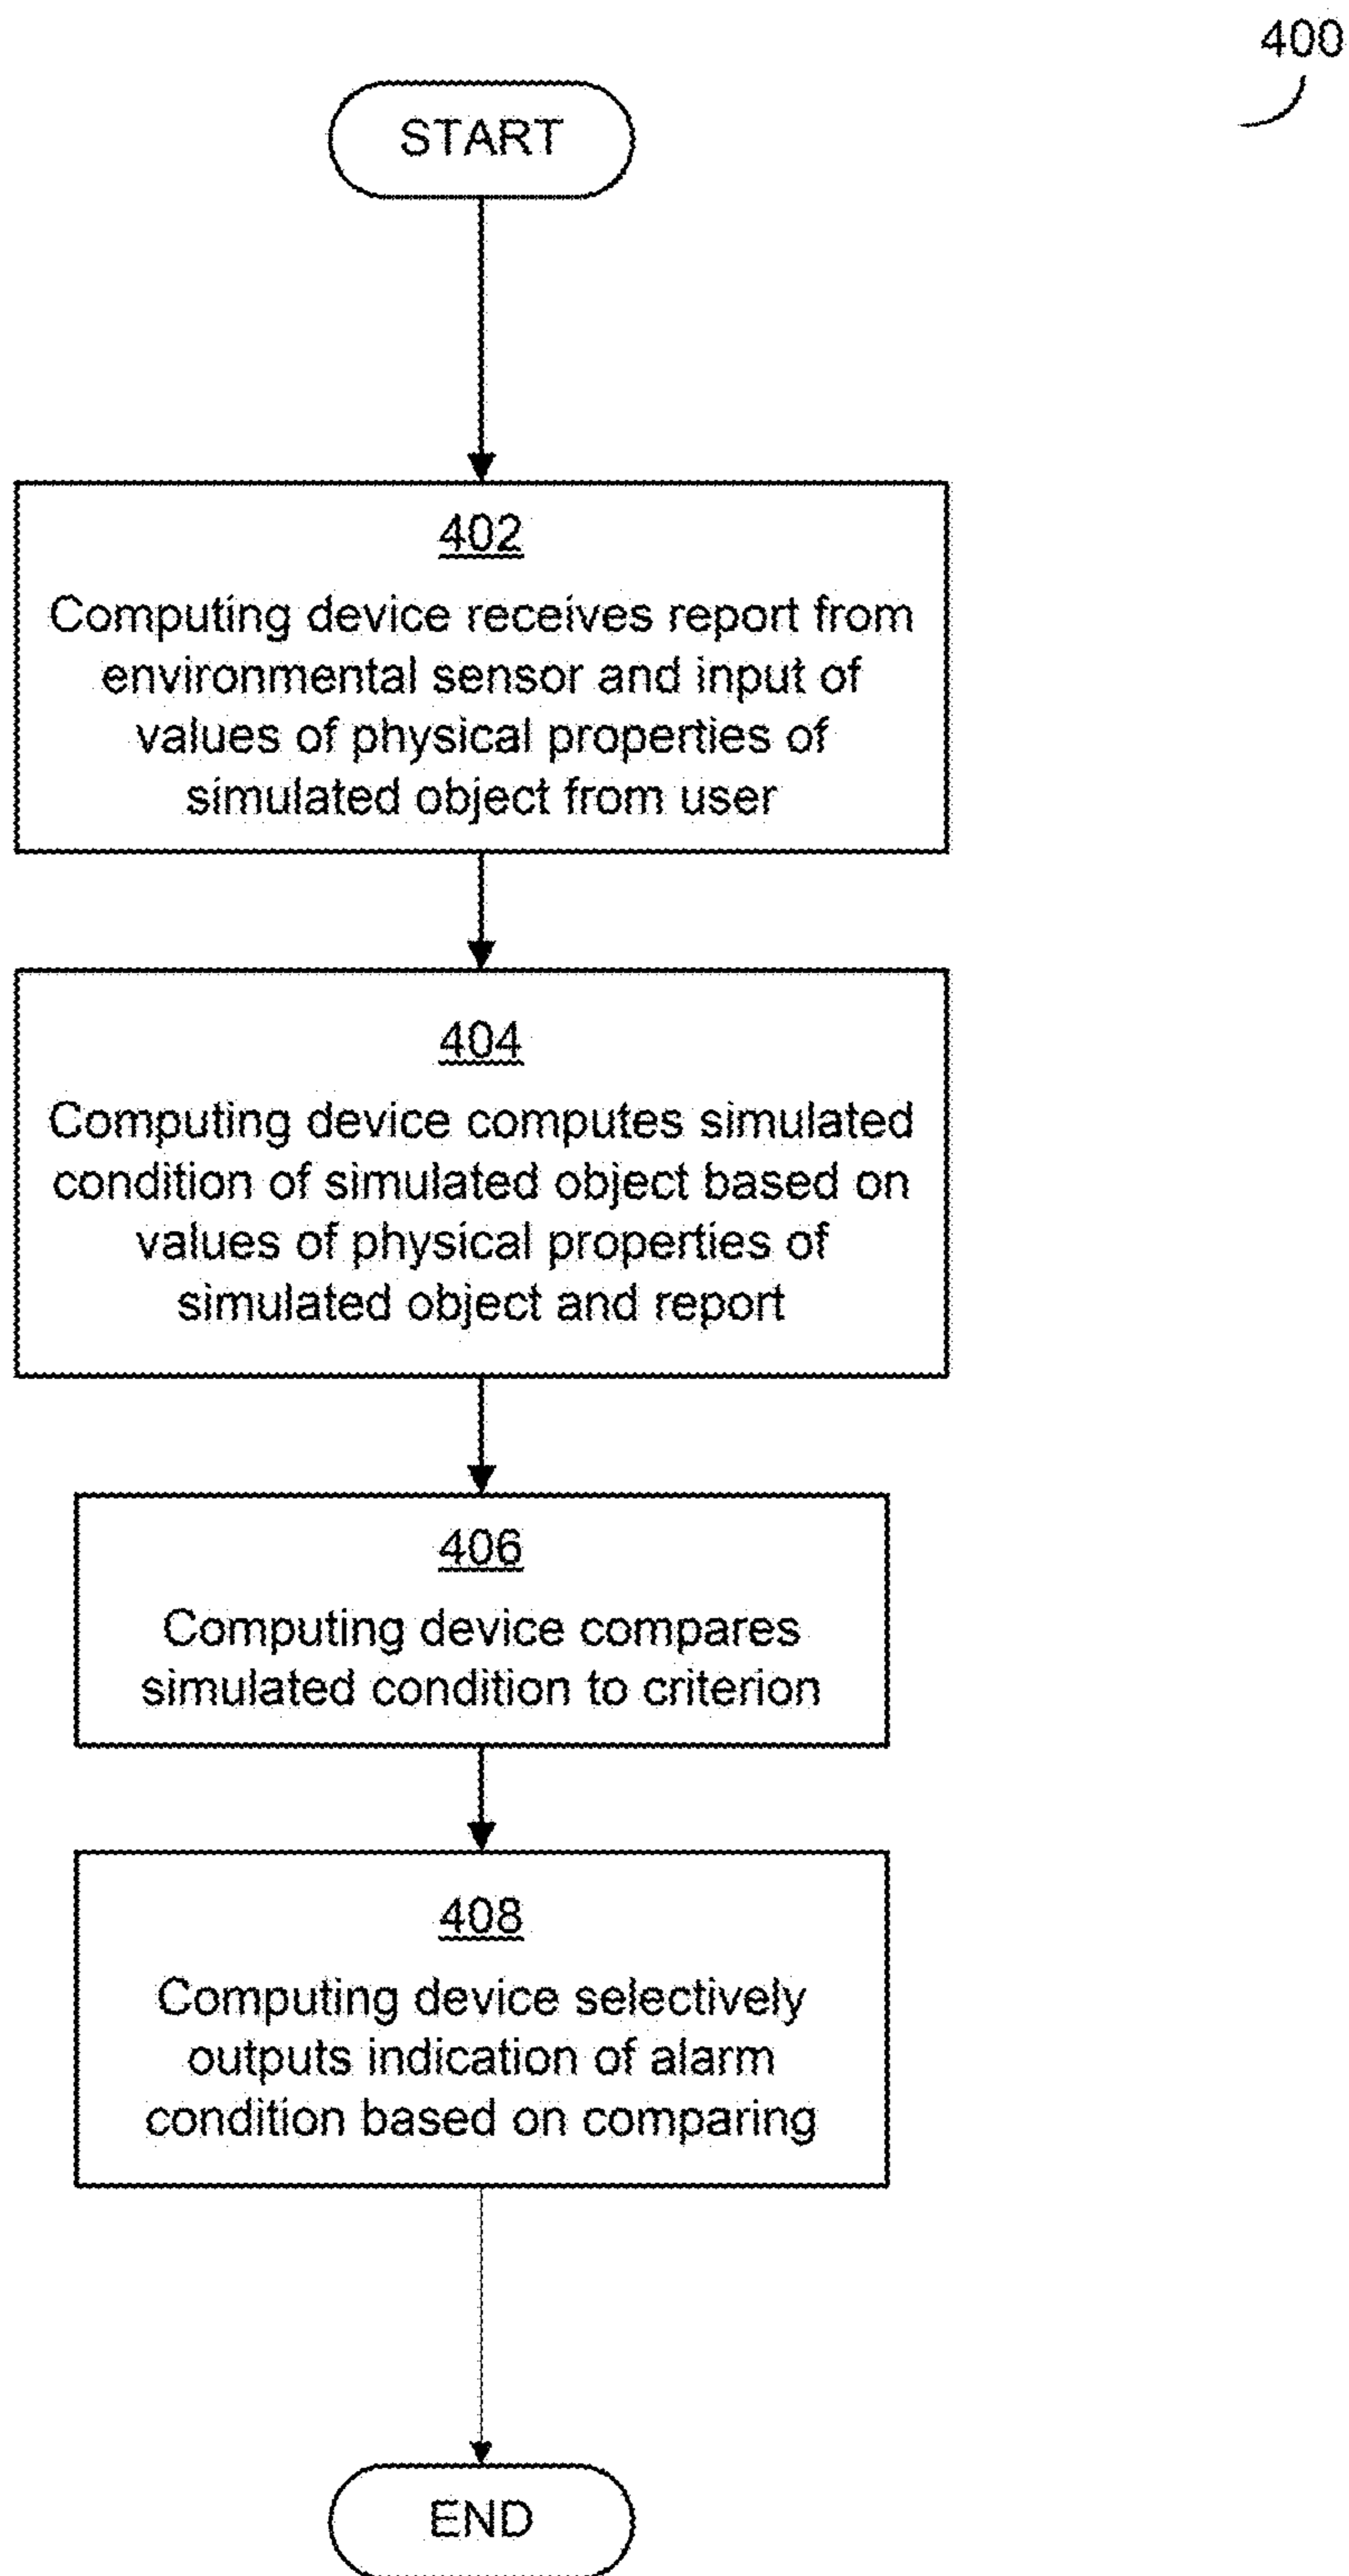 400
START
402
Computing device receives report from
environmental sensor and input of
values of physical properties of
simulated object from user
404
Computing device computes simulated
condition of simulated object based on
values of physical properties of
simulated object and report
406
Computing device compares
simulated condition to criterion
408
Computing device selectively
outputs indication of alarm
condition based on comparing
END